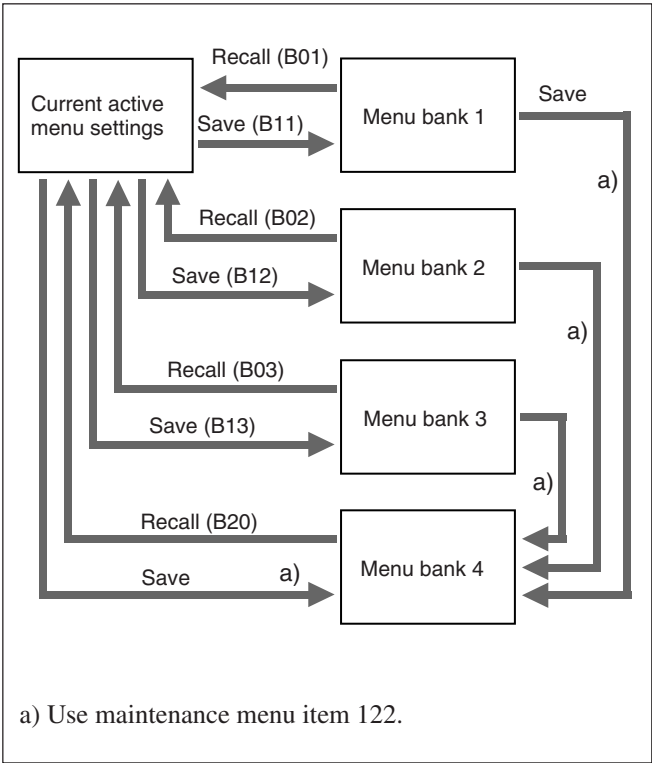 Recall (B01)
Current active
menu settings
Save (B11)
Menu bank 1
Save
a)
Recall (B02)
Save (B12)
Menu bank 2
a)
Recall (B03)
Save (B13)
Menu bank 3
a)
Recall (B20)
Save
a)
Menu bank 4
a) Use maintenance menu item 122.